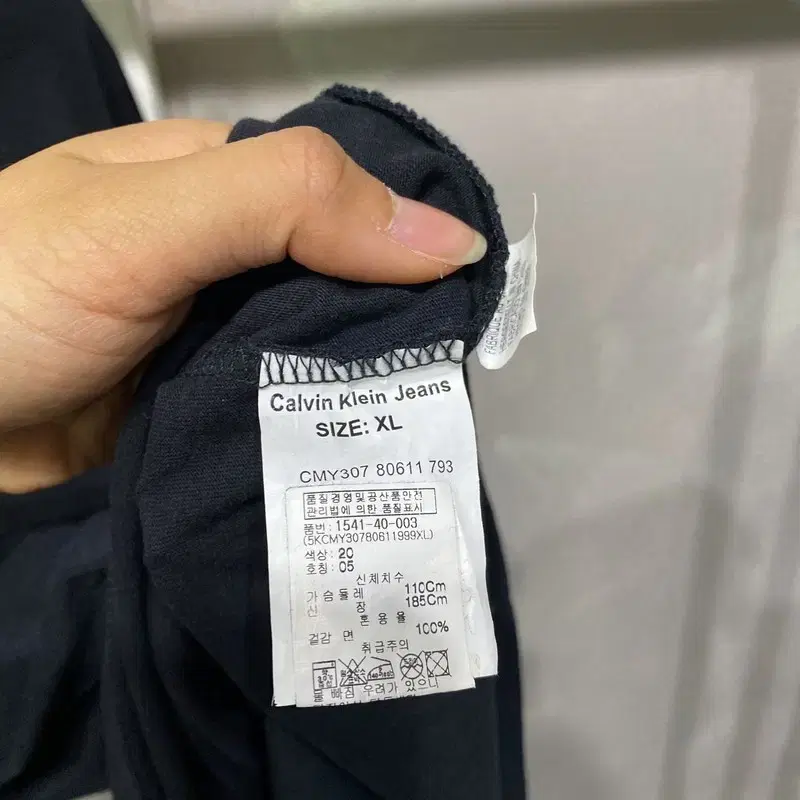 Calvin Klein Jeans
SIZE: XL
CMY307 80611 793
품질경영및공산품안전
관리법에 의한 품질표시
품번: 1541-40-003
(5KCMY30780611999XL)
색상: 20
호칭: 05
신체치수
가슴둘레 110Cm
신 장 185Cm
혼용율
겉감 면 100%
취급주의
물 빠짐 우려가 있으니
FABRIQUE